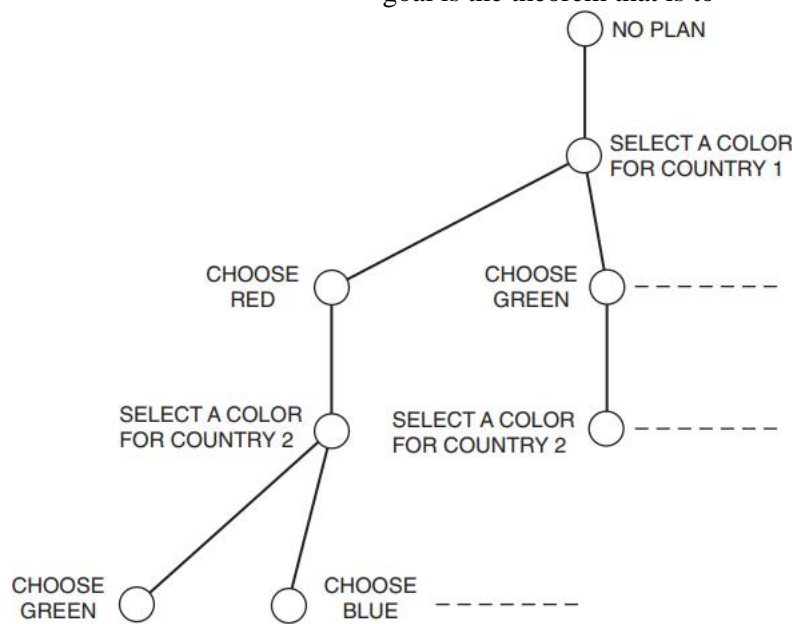 goal is the theorem that is to
NO PLAN
SELECT A COLOR
FOR COUNTRY 1
CHOOSE
RED
CHOOSE
GREEN
SELECT A COLOR
FOR COUNTRY 2
SELECT A COLOR
FOR COUNTRY 2
CHOOSE
GREEN
CHOOSE
BLUE